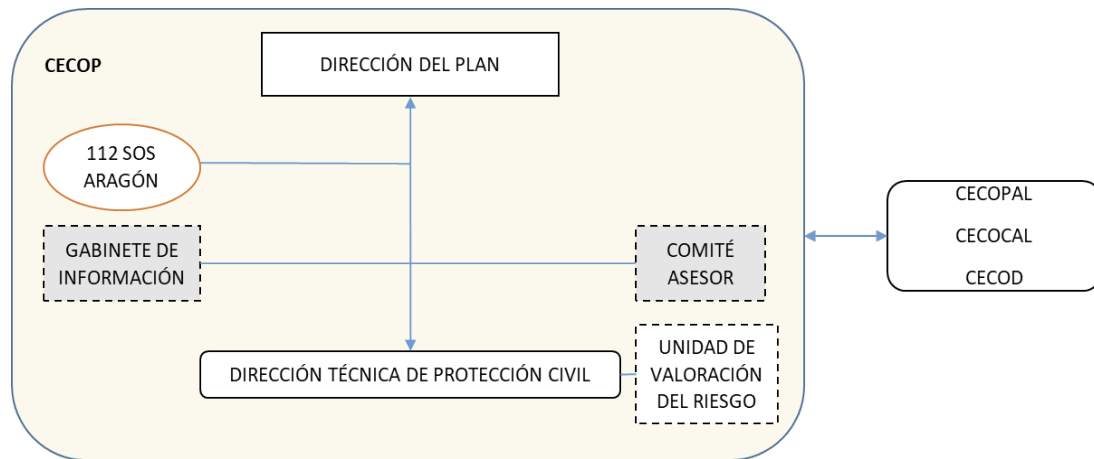 CECOP
DIRECCIÓN DEL PLAN
112 SOS
ARAGÓN
GABINETE DE
INFORMACIÓN
COMITÉ
ASESOR
DIRECCIÓN TÉCNICA DE PROTECCIÓN CIVIL
UNIDAD DE
VALORACIÓN
DEL RIESGO
CECOPAL
CECOCAL
CECOD